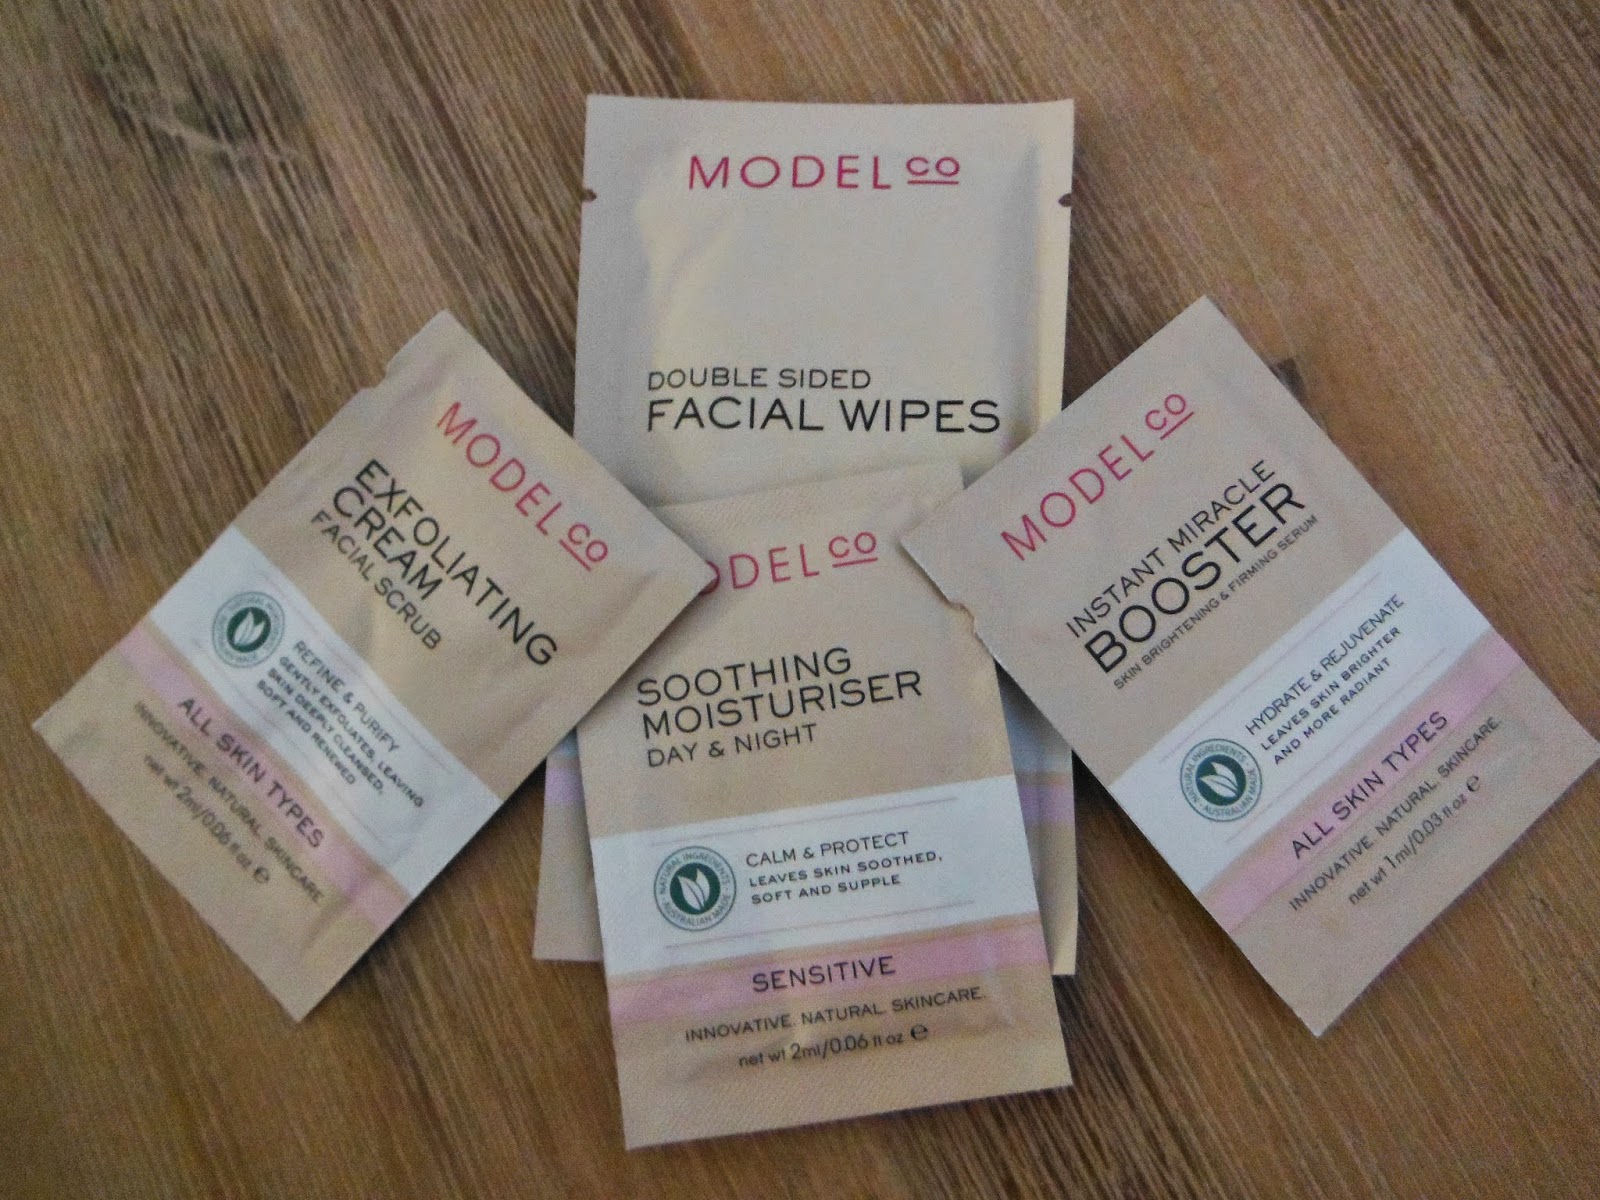 MODEL CO
DOUBLE SIDED
FACIAL WIPES
MODEL CO
EXFOLIATING
CREAM
FACIAL SCRUB
REFINE & PURIFY
GENTLY EXFOLIATES, LEAVING
SKIN DEEPLY CLEANSED,
SOFT AND RENEWED
ALL SKIN TYPES
INNOVATIVE. NATURAL. SKINCARE.
net wt 2ml/0.06 fl oz ℮
ODEL CO
SOOTHING
MOISTURISER
DAY & NIGHT
NATURAL INGREDIENTS • AUSTRALIAN MADE •
CALM & PROTECT
LEAVES SKIN SOOTHED,
SOFT AND SUPPLE
SENSITIVE
INNOVATIVE. NATURAL. SKINCARE.
net wt 2ml/0.06 fl oz ℮
MODEL CO
INSTANT MIRACLE
BOOSTER
SKIN BRIGHTENING & FIRMING SERUM
NATURAL INGREDIENTS • AUSTRALIAN MADE •
HYDRATE & REJUVENATE
LEAVES SKIN BRIGHTER
AND MORE RADIANT
ALL SKIN TYPES
INNOVATIVE. NATURAL. SKINCARE.
net wt 1ml/0.03 fl oz ℮